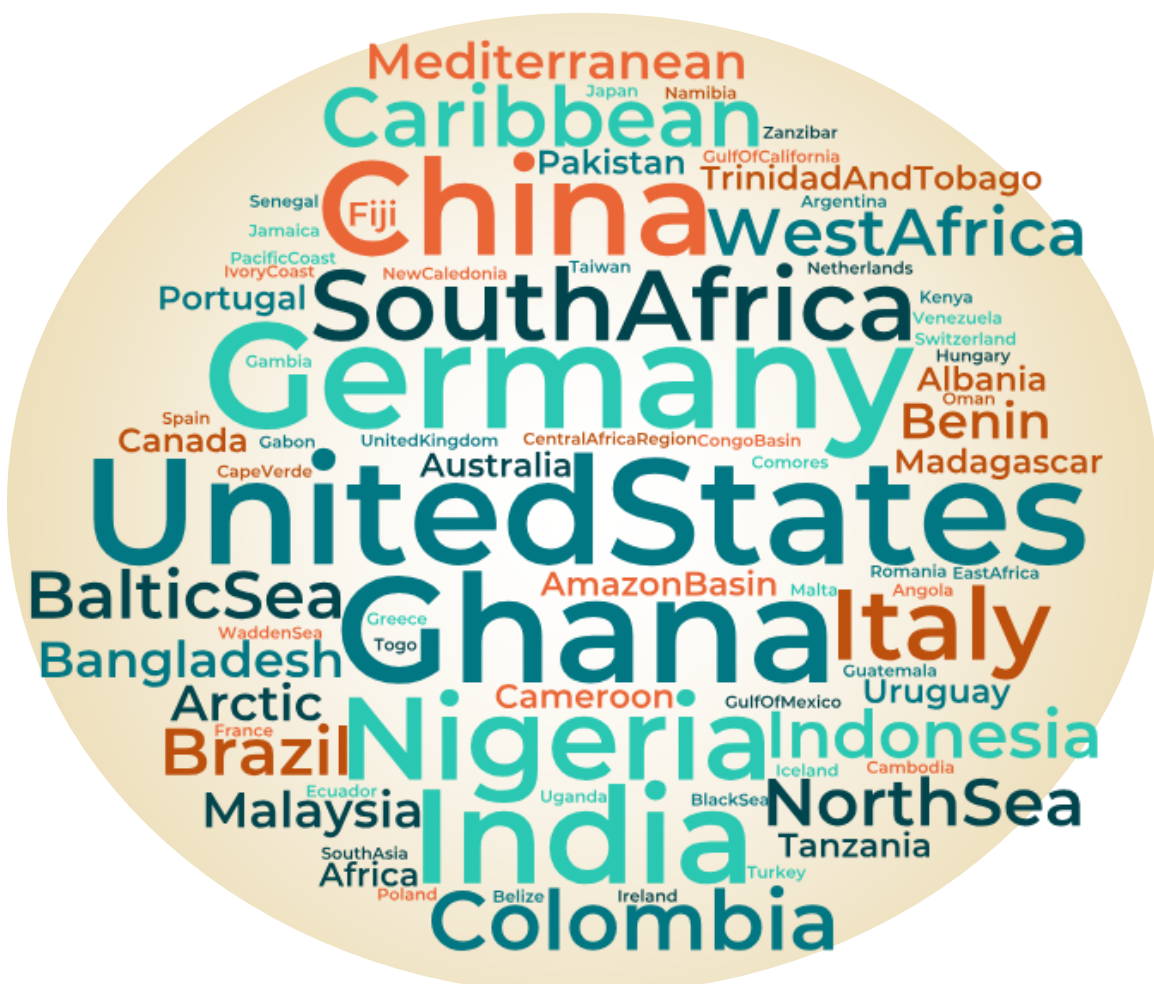 Mediterranean
Japan Namibia
Caribbean
Zanzibar
Pakistan GulfOfCalifornia
TrinidadAndTobago
China
Senegal Fiji Argentina
Jamaica WestAfrica
PacificCoast
IvoryCoast NewCaledonia Taiwan Netherlands
Portugal SouthAfrica Kenya
Venezuela
Switzerland
Gambia Germany Hungary
Albania
Oman
Spain Benin
Canada Gabon UnitedKingdom CentralAfricaRegion CongoBasin
CapeVerde Australia Comores Madagascar
UnitedStates
Romania EastAfrica
BalticSea AmazonBasin Malta Angola
Greece Ghana Italy
WaddenSea Togo
Bangladesh Guatemala
Arctic Cameroon GulfOfMexico Uruguay
France Nigeria Indonesia
Brazil Iceland Cambodia
Ecuador Uganda BlackSea NorthSea
Malaysia India
Tanzania
SouthAsia
Africa Turkey
Poland Belize Ireland
Colombia